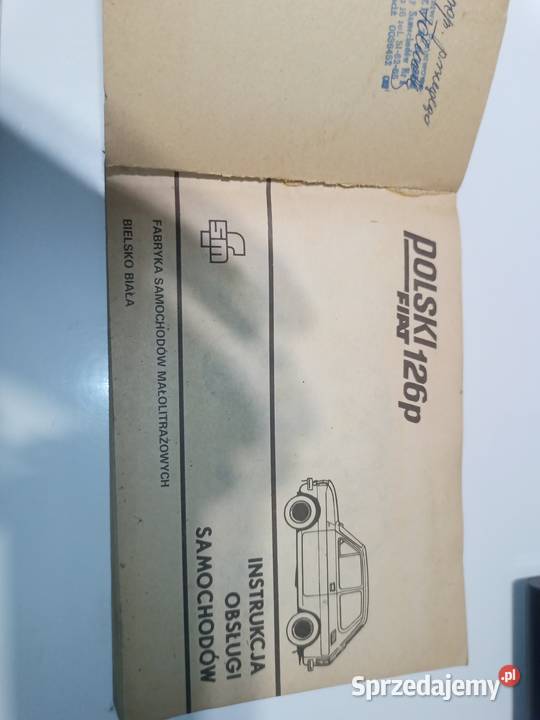 POLSKI 126p
FIAT
INSTRUKCJA
OBSŁUGI
SAMOCHODÓW
fsm
FABRYKA SAMOCHODÓW MAŁOLITRAŻOWYCH
BIELSKO BIAŁA
Sprzedajemy.pl